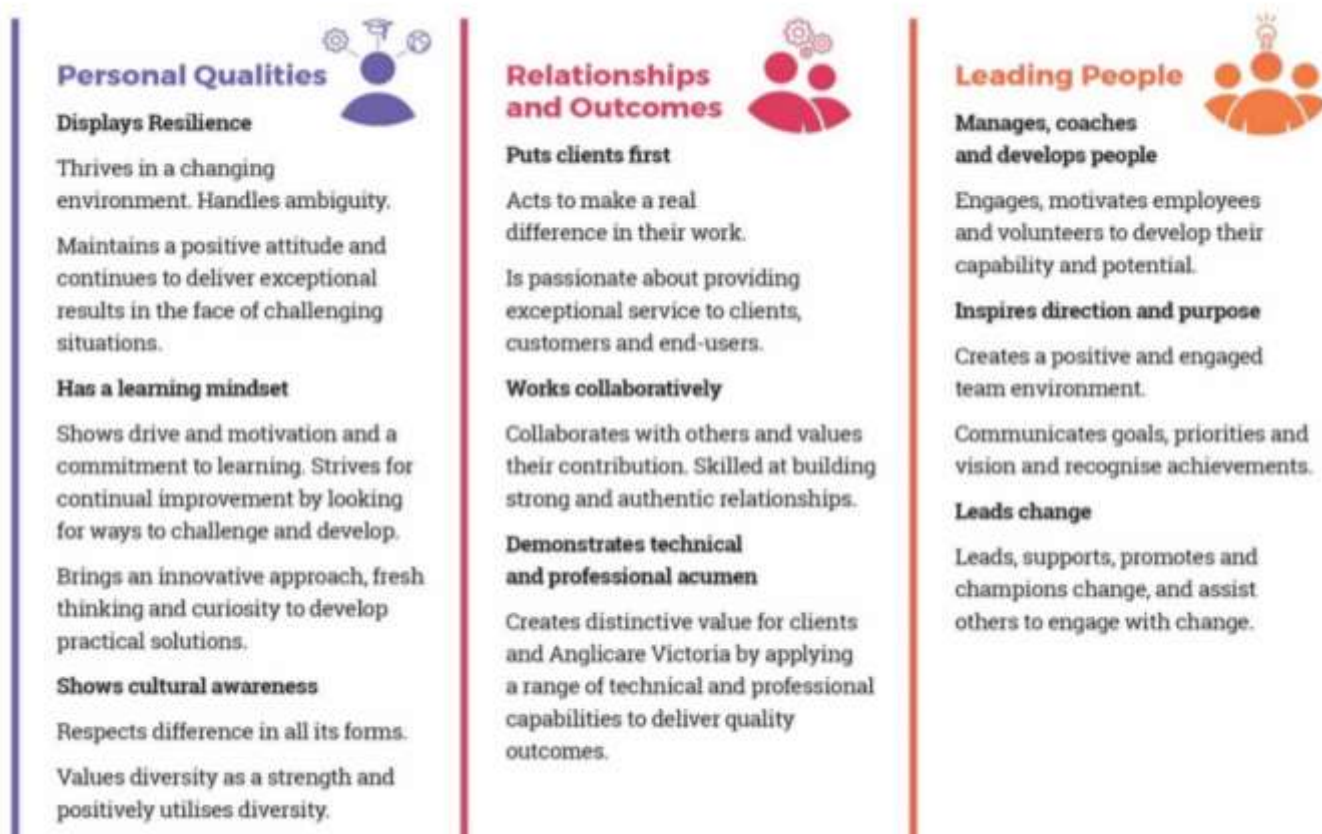 Personal Qualities
Displays Resilience
Thrives in a changing
environment. Handles ambiguity.
Maintains a positive attitude and
continues to deliver exceptional
results in the face of challenging
situations.
Has a learning mindset
Shows drive and motivation and a
commitment to learning. Strives for
continual improvement by looking
for ways to challenge and develop.
Brings an innovative approach, fresh
thinking and curiosity to develop
practical solutions.
Shows cultural awareness
Respects difference in all its forms.
Values diversity as a strength and
positively utilises diversity.
Relationships
and Outcomes
Puts clients first
Acts to make a real
difference in their work.
Is passionate about providing
exceptional service to clients,
customers and end-users.
Works collaboratively
Collaborates with others and values
their contribution. Skilled at building
strong and authentic relationships.
Demonstrates technical
and professional acumen
Creates distinctive value for clients
and Anglicare Victoria by applying
a range of technical and professional
capabilities to deliver quality
outcomes.
Leading People
Manages, coaches
and develops people
Engages, motivates employees
and volunteers to develop their
capability and potential.
Inspires direction and purpose
Creates a positive and engaged
team environment.
Communicates goals, priorities and
vision and recognise achievements.
Leads change
Leads, supports, promotes and
champions change, and assist
others to engage with change.